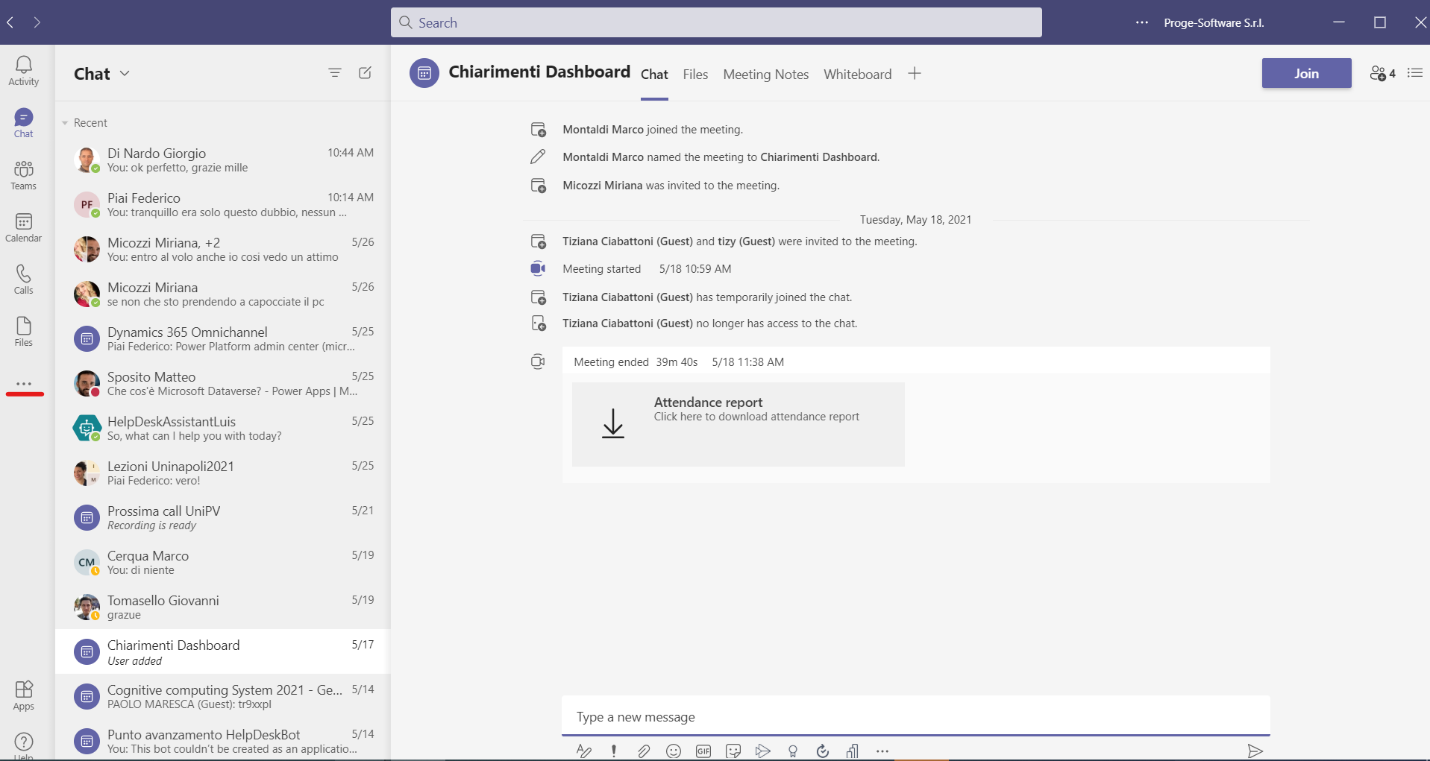 Search
Proge-Software S.r.l.
Activity
Chat
Teams
Calendar
Calls
Files
Apps
Help
Chat
Recent
Di Nardo Giorgio 10:44 AM
You: ok perfetto, grazie mille
PF
Piai Federico 10:14 AM
You: tranquillo era solo questo dubbio, nessun ...
Micozzi Miriana, +2 5/26
You: entro al volo anche io cosi vedo un attimo
Micozzi Miriana 5/26
se non che sto prendendo a capocciate il pc
Dynamics 365 Omnichannel 5/25
Piai Federico: Power Platform admin center (micr...
Sposito Matteo 5/25
Che cos'è Microsoft Dataverse? - Power Apps | M...
HelpDeskAssistantLuis 5/25
So, what can I help you with today?
Lezioni Uninapoli2021 5/25
Piai Federico: vero!
Prossima call UniPV 5/21
Recording is ready
CM
Cerqua Marco 5/19
You: di niente
Tomasello Giovanni 5/19
grazue
Chiarimenti Dashboard 5/17
User added
Cognitive computing System 2021 - Ge... 5/14
PAOLO MARESCA (Guest): tr9xxpl
Punto avanzamento HelpDeskBot 5/14
You: This bot couldn't be created as an applicatio...
Chiarimenti Dashboard Chat Files Meeting Notes Whiteboard
Join 4
Montaldi Marco joined the meeting.
Montaldi Marco named the meeting to Chiarimenti Dashboard.
Micozzi Miriana was invited to the meeting.
Tuesday, May 18, 2021
Tiziana Ciabattoni (Guest) and tizy (Guest) were invited to the meeting.
Meeting started 5/18 10:59 AM
Tiziana Ciabattoni (Guest) has temporarily joined the chat.
Tiziana Ciabattoni (Guest) no longer has access to the chat.
Meeting ended 39m 40s 5/18 11:38 AM
Attendance report
Click here to download attendance report
Type a new message
GIF